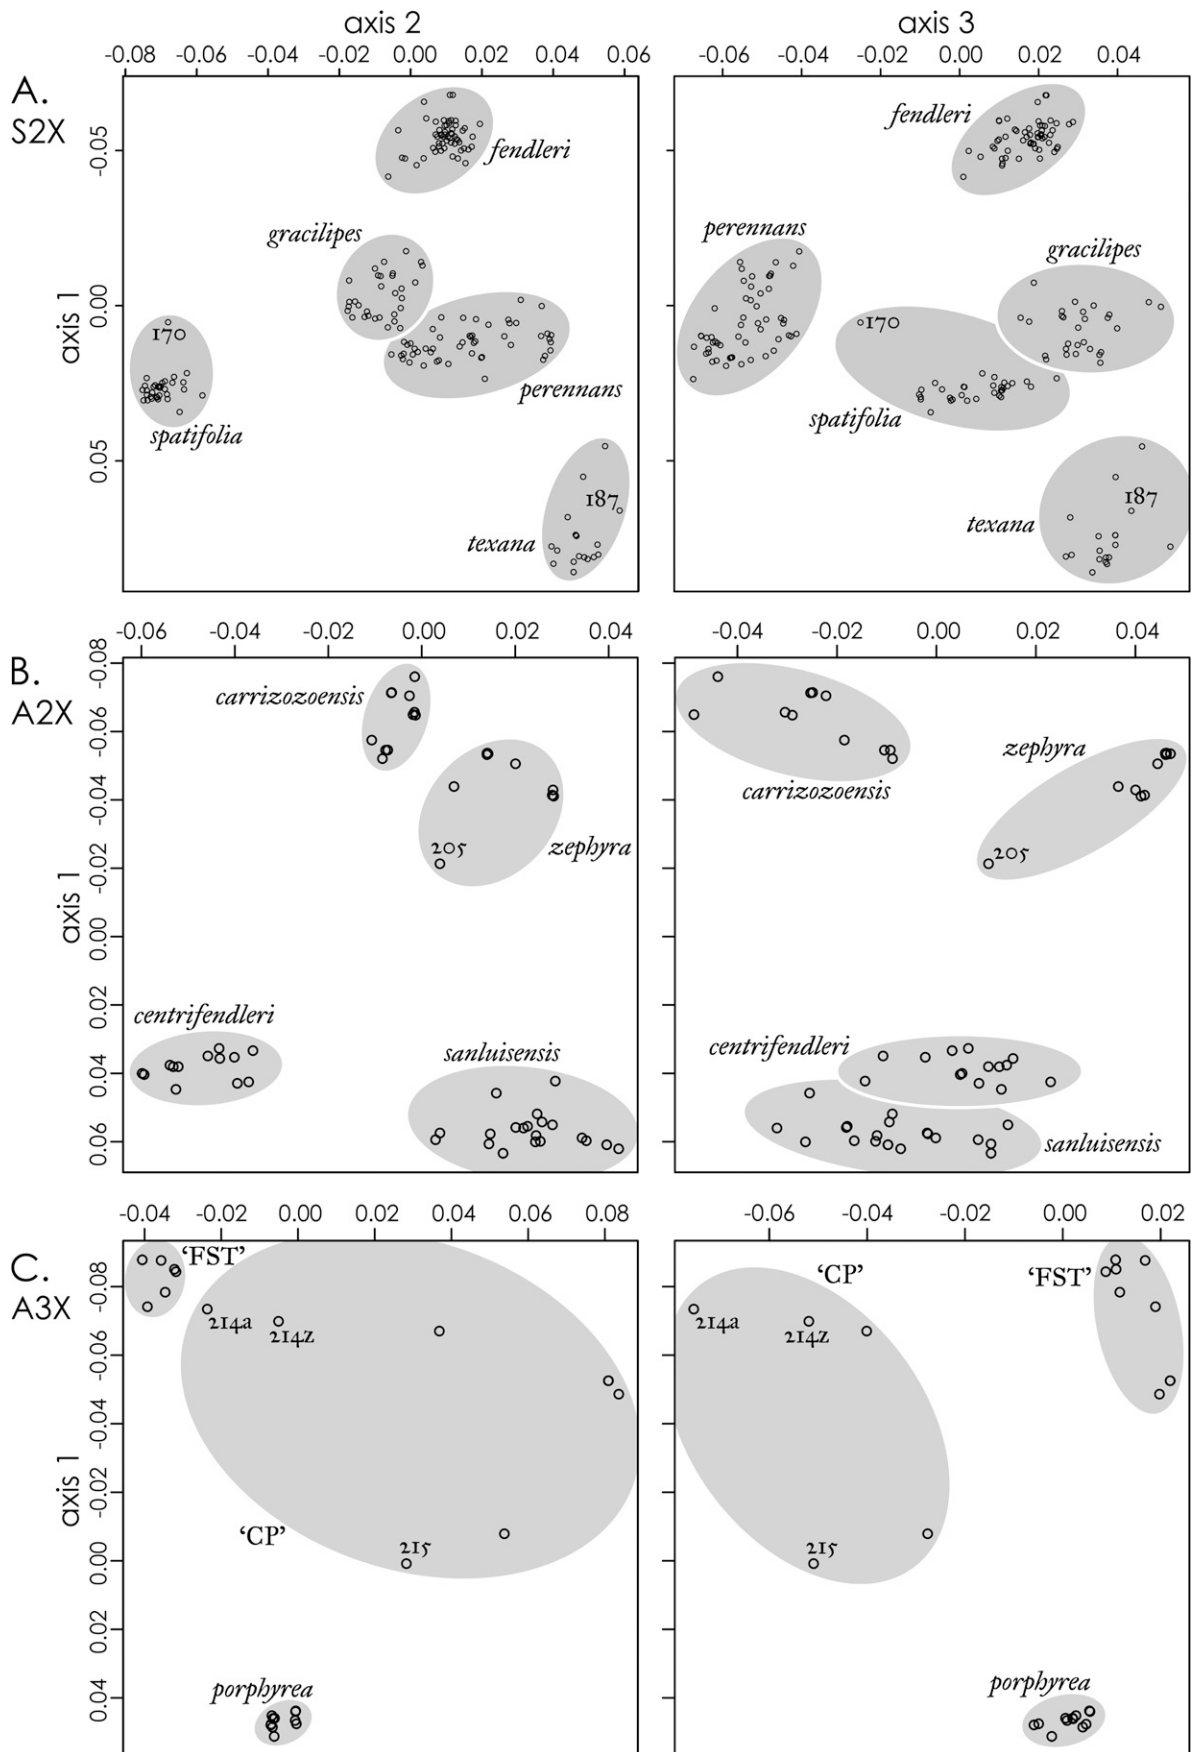 axis 2
axis 3
-0.08 -0.06 -0.04 -0.02 0.00 0.02 0.04 0.06
-0.06 -0.04 -0.02 0.00 0.02 0.04
A.
S2X
axis 1
-0.05
0.00
0.05
fendleri
gracilipes
170
spatifolia
perennans
187
texana
fendleri
perennans
gracilipes
170
spatifolia
187
texana
-0.06 -0.04 -0.02 0.00 0.02 0.04
-0.04 -0.02 0.00 0.02 0.04
B.
A2X
axis 1
-0.08
-0.06
-0.04
-0.02
0.00
0.02
0.04
0.06
carrizozoensis
205
zephyra
centrifendleri
sanluisensis
zephyra
carrizozoensis
205
centrifendleri
sanluisensis
-0.04 -0.02 0.00 0.02 0.04 0.06 0.08
-0.06 -0.04 -0.02 0.00 0.02
C.
A3X
axis 1
-0.08
-0.06
-0.04
-0.02
0.00
0.02
0.04
‘FST’
214a
214z
‘CP’
215
porphyrea
‘CP’
‘FST’
214a
214z
215
porphyrea